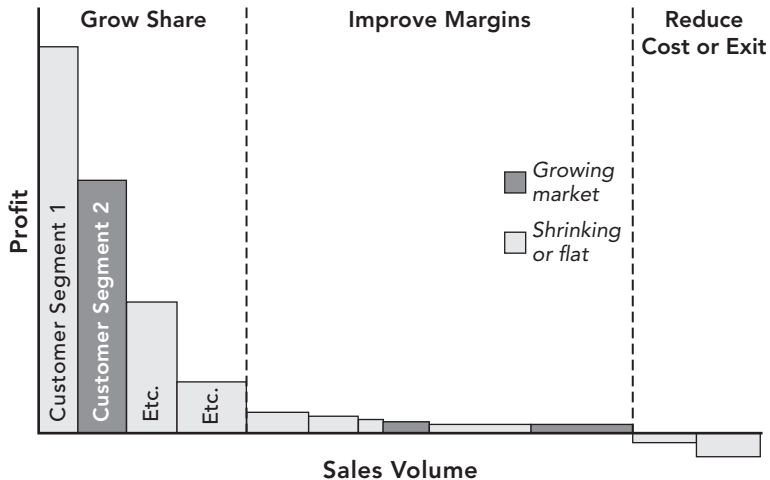 Grow Share
Improve Margins
Reduce
Cost or Exit
Growing
market
Shrinking
or flat
Profit
Customer Segment 1
Customer Segment 2
Etc.
Etc.
Sales Volume